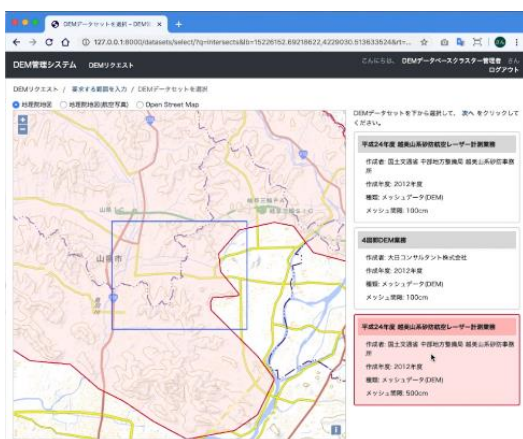 DEMデータセットを選択 - DEMS
127.0.0.1:8000/datasets/select/?q=intersects&lb=15226152.69218622,4229030.513633524&rt=...
DEM管理システム
DEMリクエスト
こんにちは、DEMデータベースクラスター管理者 さん
ログアウト
DEMリクエスト / 要求する範囲を入力 / DEMデータセットを選択
地理院地図
地理院地図(航空写真)
Open Street Map
山県市
DEMデータセットを下から選択して、次へ をクリックして
ください。
平成24年度 越美山系砂防航空レーザー計測業務
作成者: 国土交通省 中部地方整備局 越美山系砂防事務
所
作成年度: 2012年度
種類: メッシュデータ(DEM)
メッシュ間隔: 100cm
作成者: 大日コンサルタント株式会社
作成年度: 2012年度
種類: メッシュデータ(DEM)
メッシュ間隔: 100cm
平成24年度 越美山系砂防航空レーザー計測業務
作成者: 国土交通省 中部地方整備局 越美山系砂防事務
所
作成年度: 2012年度
種類: メッシュデータ(DEM)
メッシュ間隔: 500cm